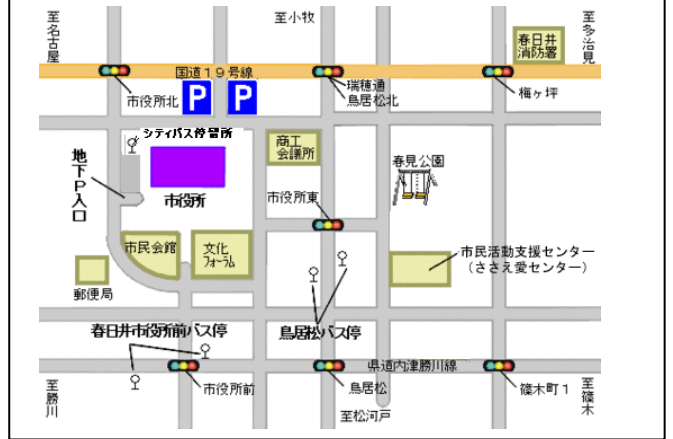 至名古屋
至小牧
至多治見
春日井
消防署
国道19号線
P
P
市役所北
瑞穂通
鳥居松北
梅ヶ坪
シティバス停留所
商工
会議所
春見公園
地下P入口
市役所
市役所東
市民会館
文化
フォーラム
市民活動支援センター
(ささえ愛センター)
郵便局
春日井市役所前バス停
鳥居松バス停
県道内津勝川線
至勝川
市役所前
鳥居松
篠木町1
至篠木
至松河戸